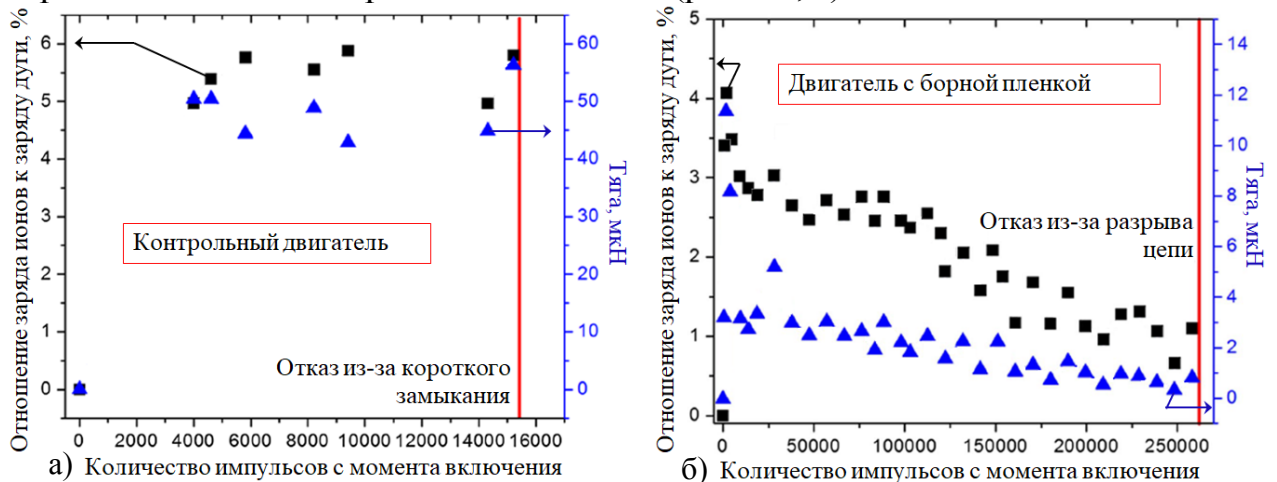 Отношение заряда ионов к заряду дуги, %
6
5
4
3
2
1
0
Контрольный двигатель
Отказ из-за короткого
замыкания
60
50
40
30
20
10
0
Тяга, мкН
0 2000 4000 6000 8000 10000 12000 14000 16000
а) Количество импульсов с момента включения
Отношение заряда ионов к заряду дуги, %
5
4
3
2
1
0
Двигатель с борной пленкой
Отказ из-за разрыва
цепи
14
12
10
8
6
4
2
0
Тяга, мкН
0 50000 100000 150000 200000 250000
б) Количество импульсов с момента включения